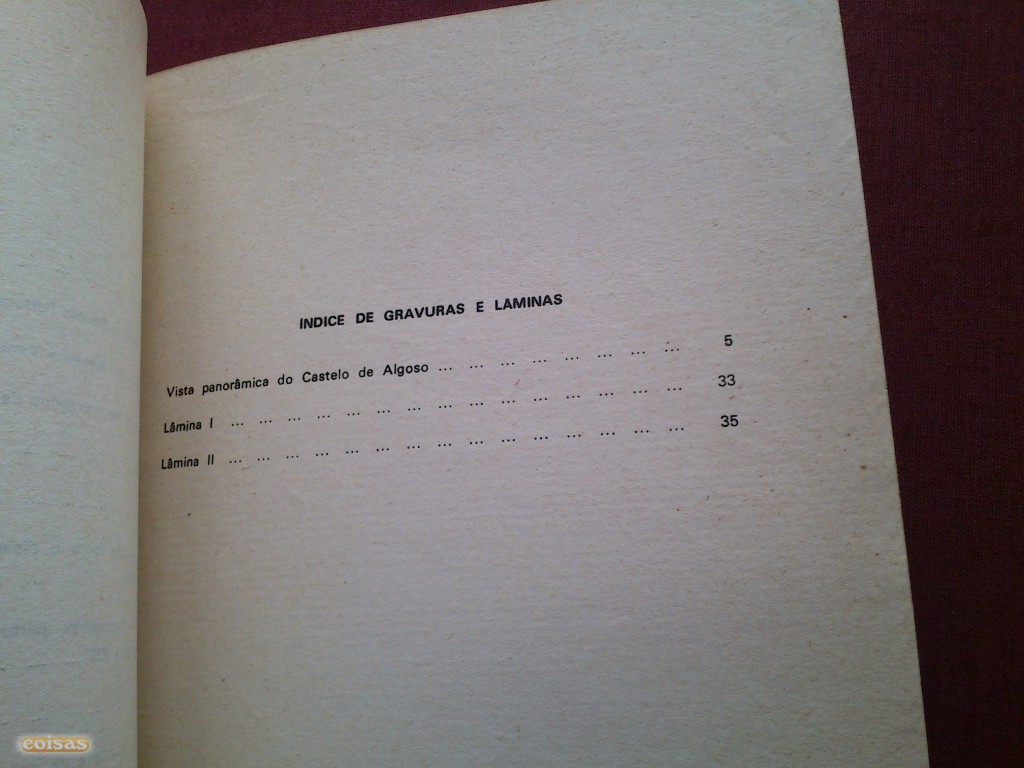 INDICE DE GRAVURAS E LAMINAS
Vista panorâmica do Castelo de Algoso ... ... ... ... ... ... ... ... 5
Lâmina I ... ... ... ... ... ... ... ... ... ... ... ... ... ... ... 33
Lâmina II ... ... ... ... ... ... ... ... ... ... ... ... ... ... ... 35
coisas